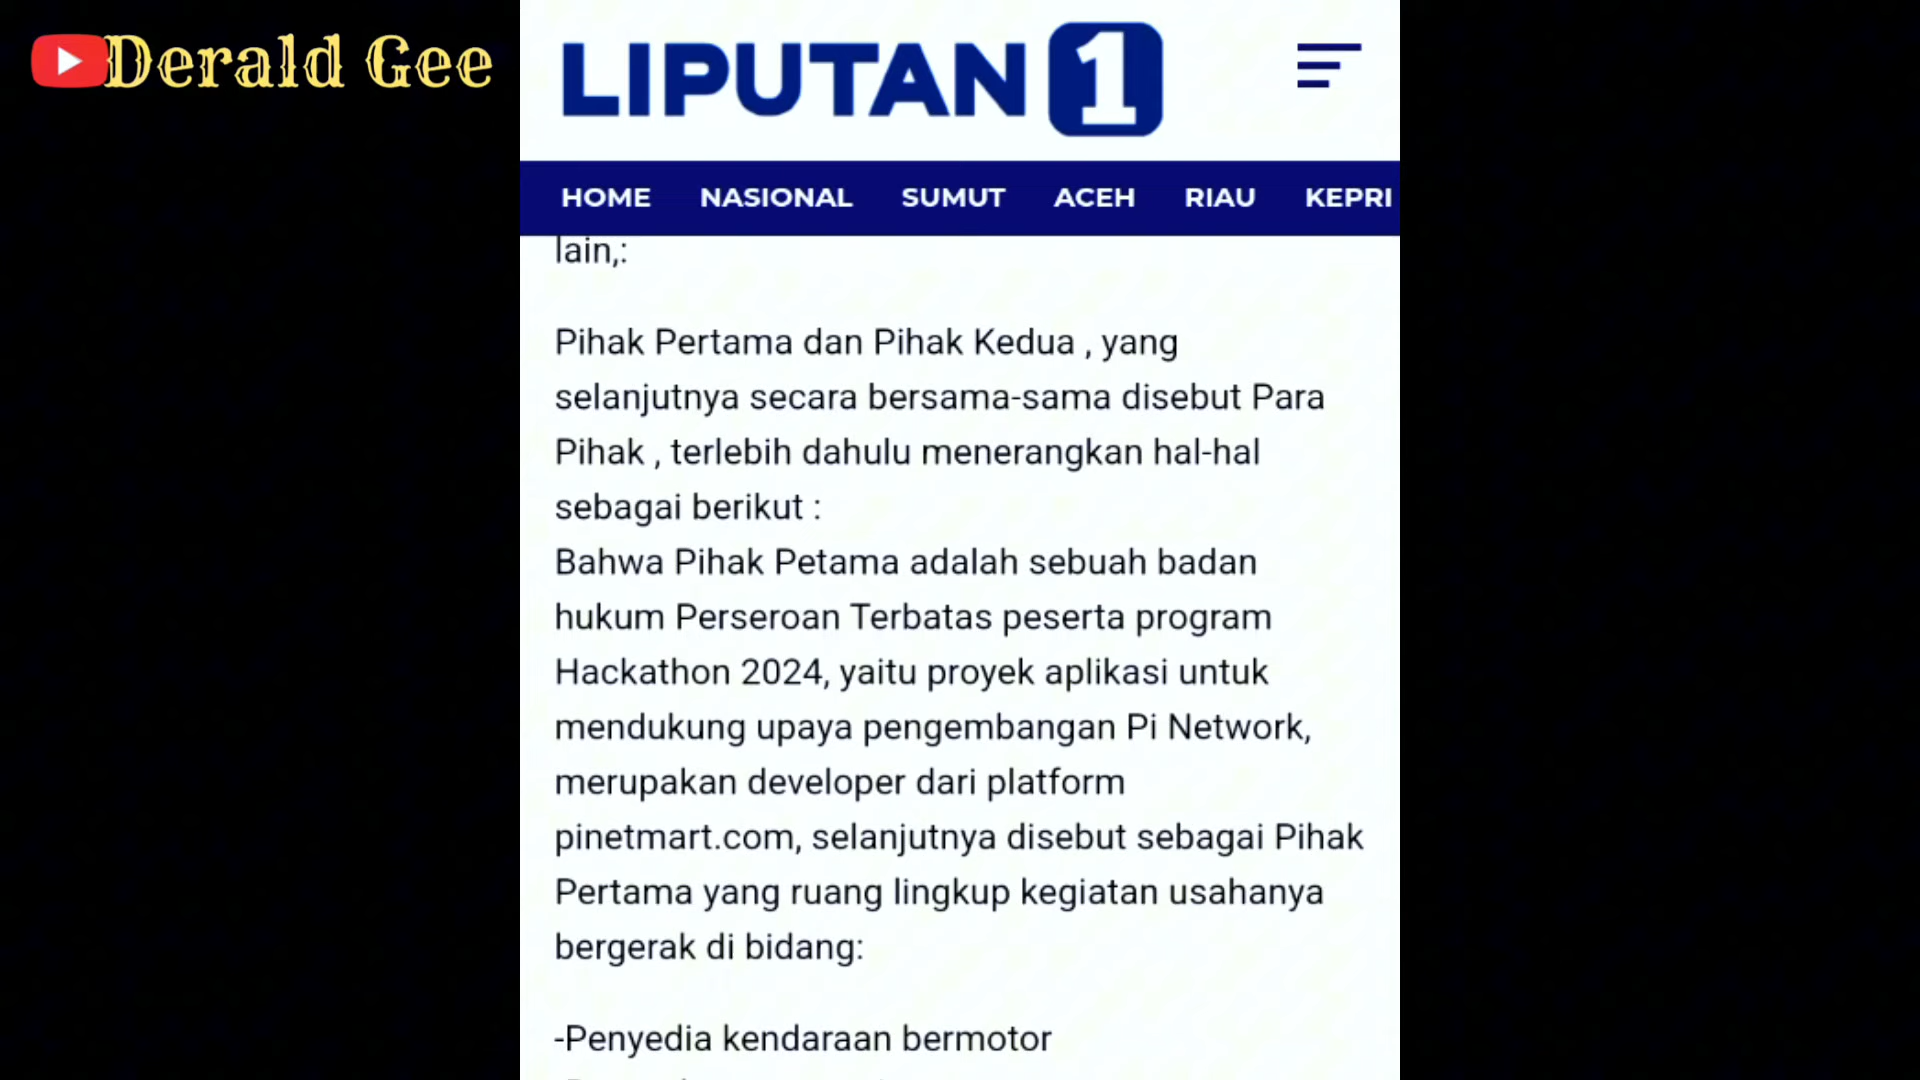 Derald Gee
LIPUTAN 1
HOME NASIONAL SUMUT ACEH RIAU KEPRI
lain,:
Pihak Pertama dan Pihak Kedua , yang
selanjutnya secara bersama-sama disebut Para
Pihak , terlebih dahulu menerangkan hal-hal
sebagai berikut :
Bahwa Pihak Petama adalah sebuah badan
hukum Perseroan Terbatas peserta program
Hackathon 2024, yaitu proyek aplikasi untuk
mendukung upaya pengembangan Pi Network,
merupakan developer dari platform
pinetmart.com, selanjutnya disebut sebagai Pihak
Pertama yang ruang lingkup kegiatan usahanya
bergerak di bidang:
-Penyedia kendaraan bermotor